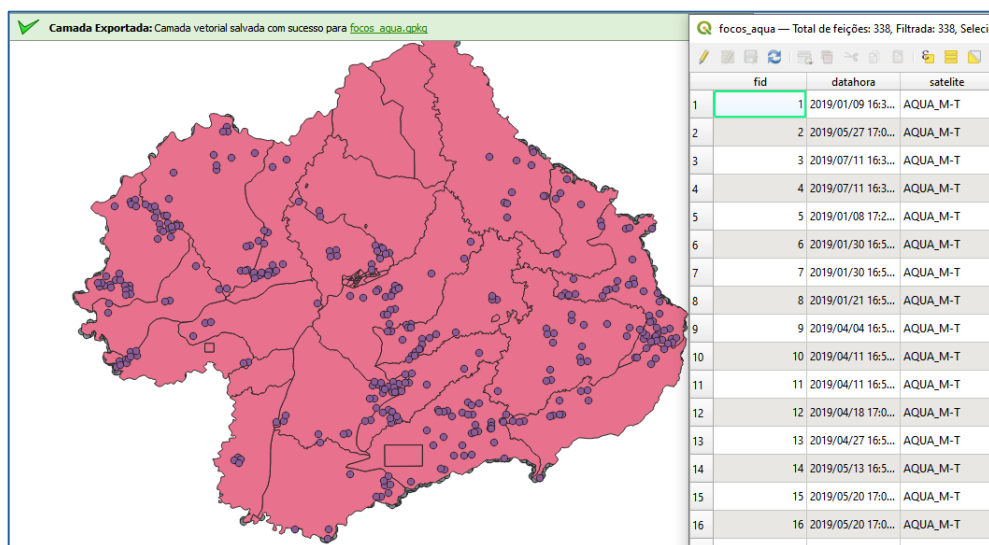 Camada Exportada: Camada vetorial salvada com sucesso para focos_aqua.gpkg
focos_aqua — Total de feições: 338, Filtrada: 338, Seleci
fid datahora satelite
1 1 2019/01/09 16:3... AQUA_M-T
2 2 2019/05/27 17:0... AQUA_M-T
3 3 2019/07/11 16:3... AQUA_M-T
4 4 2019/07/11 16:3... AQUA_M-T
5 5 2019/01/08 17:2... AQUA_M-T
6 6 2019/01/30 16:5... AQUA_M-T
7 7 2019/01/30 16:5... AQUA_M-T
8 8 2019/01/21 16:5... AQUA_M-T
9 9 2019/04/04 16:5... AQUA_M-T
10 10 2019/04/11 16:5... AQUA_M-T
11 11 2019/04/11 16:5... AQUA_M-T
12 12 2019/04/18 17:0... AQUA_M-T
13 13 2019/04/27 16:5... AQUA_M-T
14 14 2019/05/13 16:5... AQUA_M-T
15 15 2019/05/20 17:0... AQUA_M-T
16 16 2019/05/20 17:0... AQUA_M-T